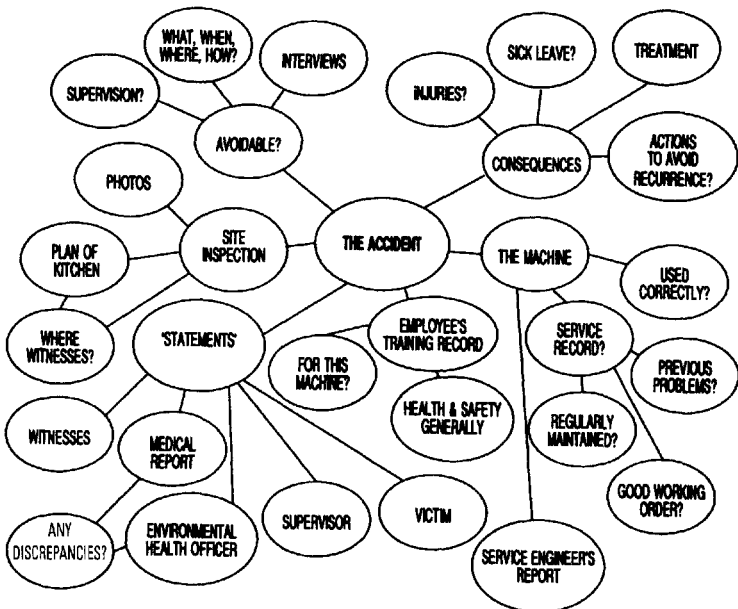 WHAT, WHEN,
WHERE, HOW?
INTERVIEWS
SICK LEAVE?
TREATMENT
SUPERVISION?
INJURIES?
AVOIDABLE?
CONSEQUENCES
ACTIONS
TO AVOID
RECURRENCE?
PHOTOS
PLAN OF
KITCHEN
SITE
INSPECTION
THE ACCIDENT
THE MACHINE
USED
CORRECTLY?
WHERE
WITNESSES?
'STATEMENTS'
FOR THIS
MACHINE?
EMPLOYEE'S
TRAINING RECORD
SERVICE
RECORD?
PREVIOUS
PROBLEMS?
HEALTH & SAFETY
GENERALLY
REGULARLY
MAINTAINED?
WITNESSES
MEDICAL
REPORT
GOOD WORKING
ORDER?
ANY
DISCREPANCIES?
ENVIRONMENTAL
HEALTH OFFICER
SUPERVISOR
VICTIM
SERVICE ENGINEER'S
REPORT